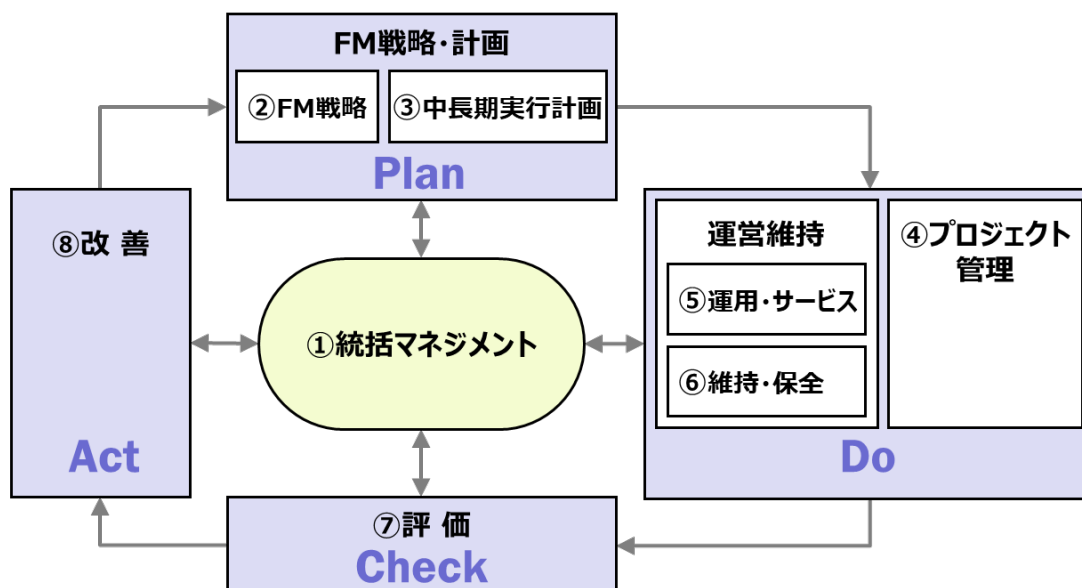 FM戦略・計画
②FM戦略
③中長期実行計画
Plan
⑧改 善
Act
①統括マネジメント
運営維持
⑤運用・サービス
⑥維持・保全
④プロジェクト
管理
Do
⑦評 価
Check